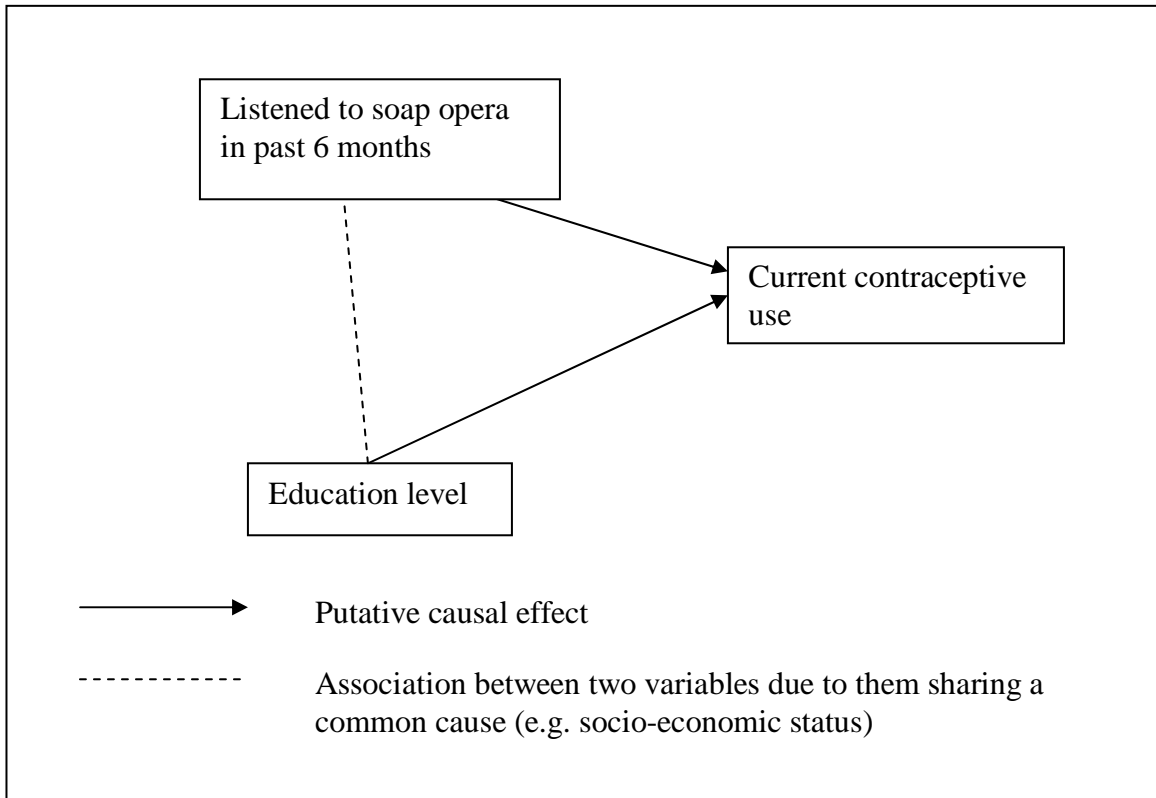 Listened to soap opera
in past 6 months
Current contraceptive
use
Education level
Putative causal effect
Association between two variables due to them sharing a
common cause (e.g. socio-economic status)